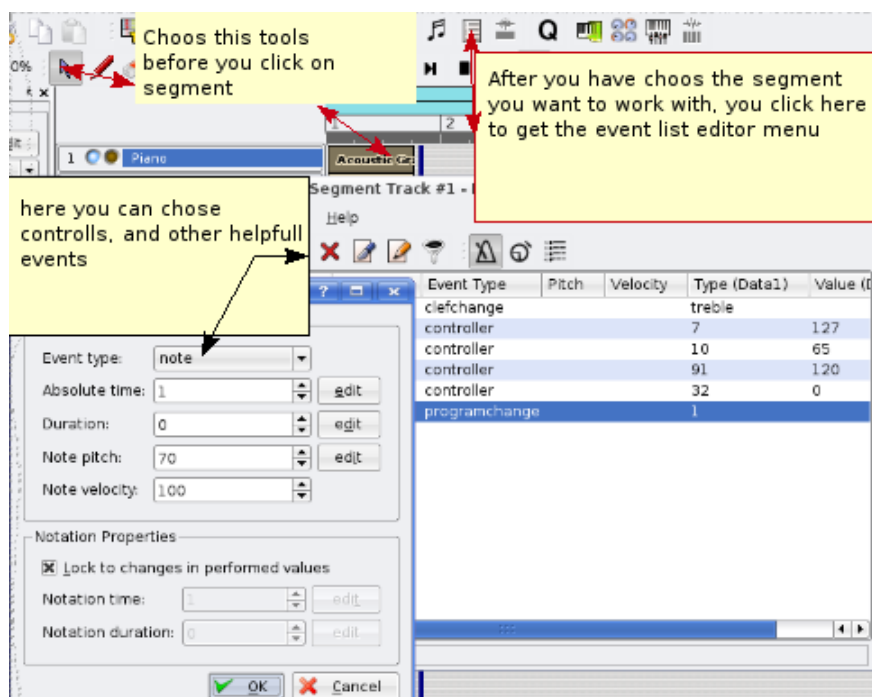 Choos this tools
before you click on
segment
After you have choos the segment
you want to work with, you click here
to get the event list editor menu
0%
Q
1
2
1 Piano
Acoustic Gr
here you can chose
controlls, and other helpfull
events
Segment Track #1 -
Help
Event Type Pitch Velocity Type (Data1) Value (D
clefchange treble
controller 7 127
controller 10 65
controller 91 120
controller 32 0
programchange 1
Event type: note
Absolute time: 1 edit
Duration: 0 edit
Note pitch: 70 edit
Note velocity: 100
Notation Properties
Lock to changes in performed values
Notation time: 1 edit
Notation duration: 0 edit
OK Cancel